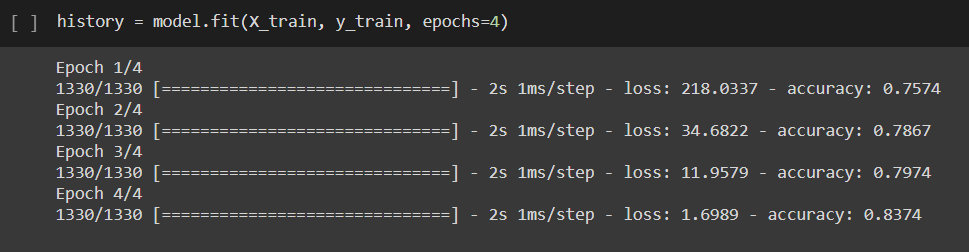 [ ] history = model.fit(X_train, y_train, epochs=4)
Epoch 1/4
1330/1330 [==============================] - 2s 1ms/step - loss: 218.0337 - accuracy: 0.7574
Epoch 2/4
1330/1330 [==============================] - 2s 1ms/step - loss: 34.6822 - accuracy: 0.7867
Epoch 3/4
1330/1330 [==============================] - 2s 1ms/step - loss: 11.9579 - accuracy: 0.7974
Epoch 4/4
1330/1330 [==============================] - 2s 1ms/step - loss: 1.6989 - accuracy: 0.8374